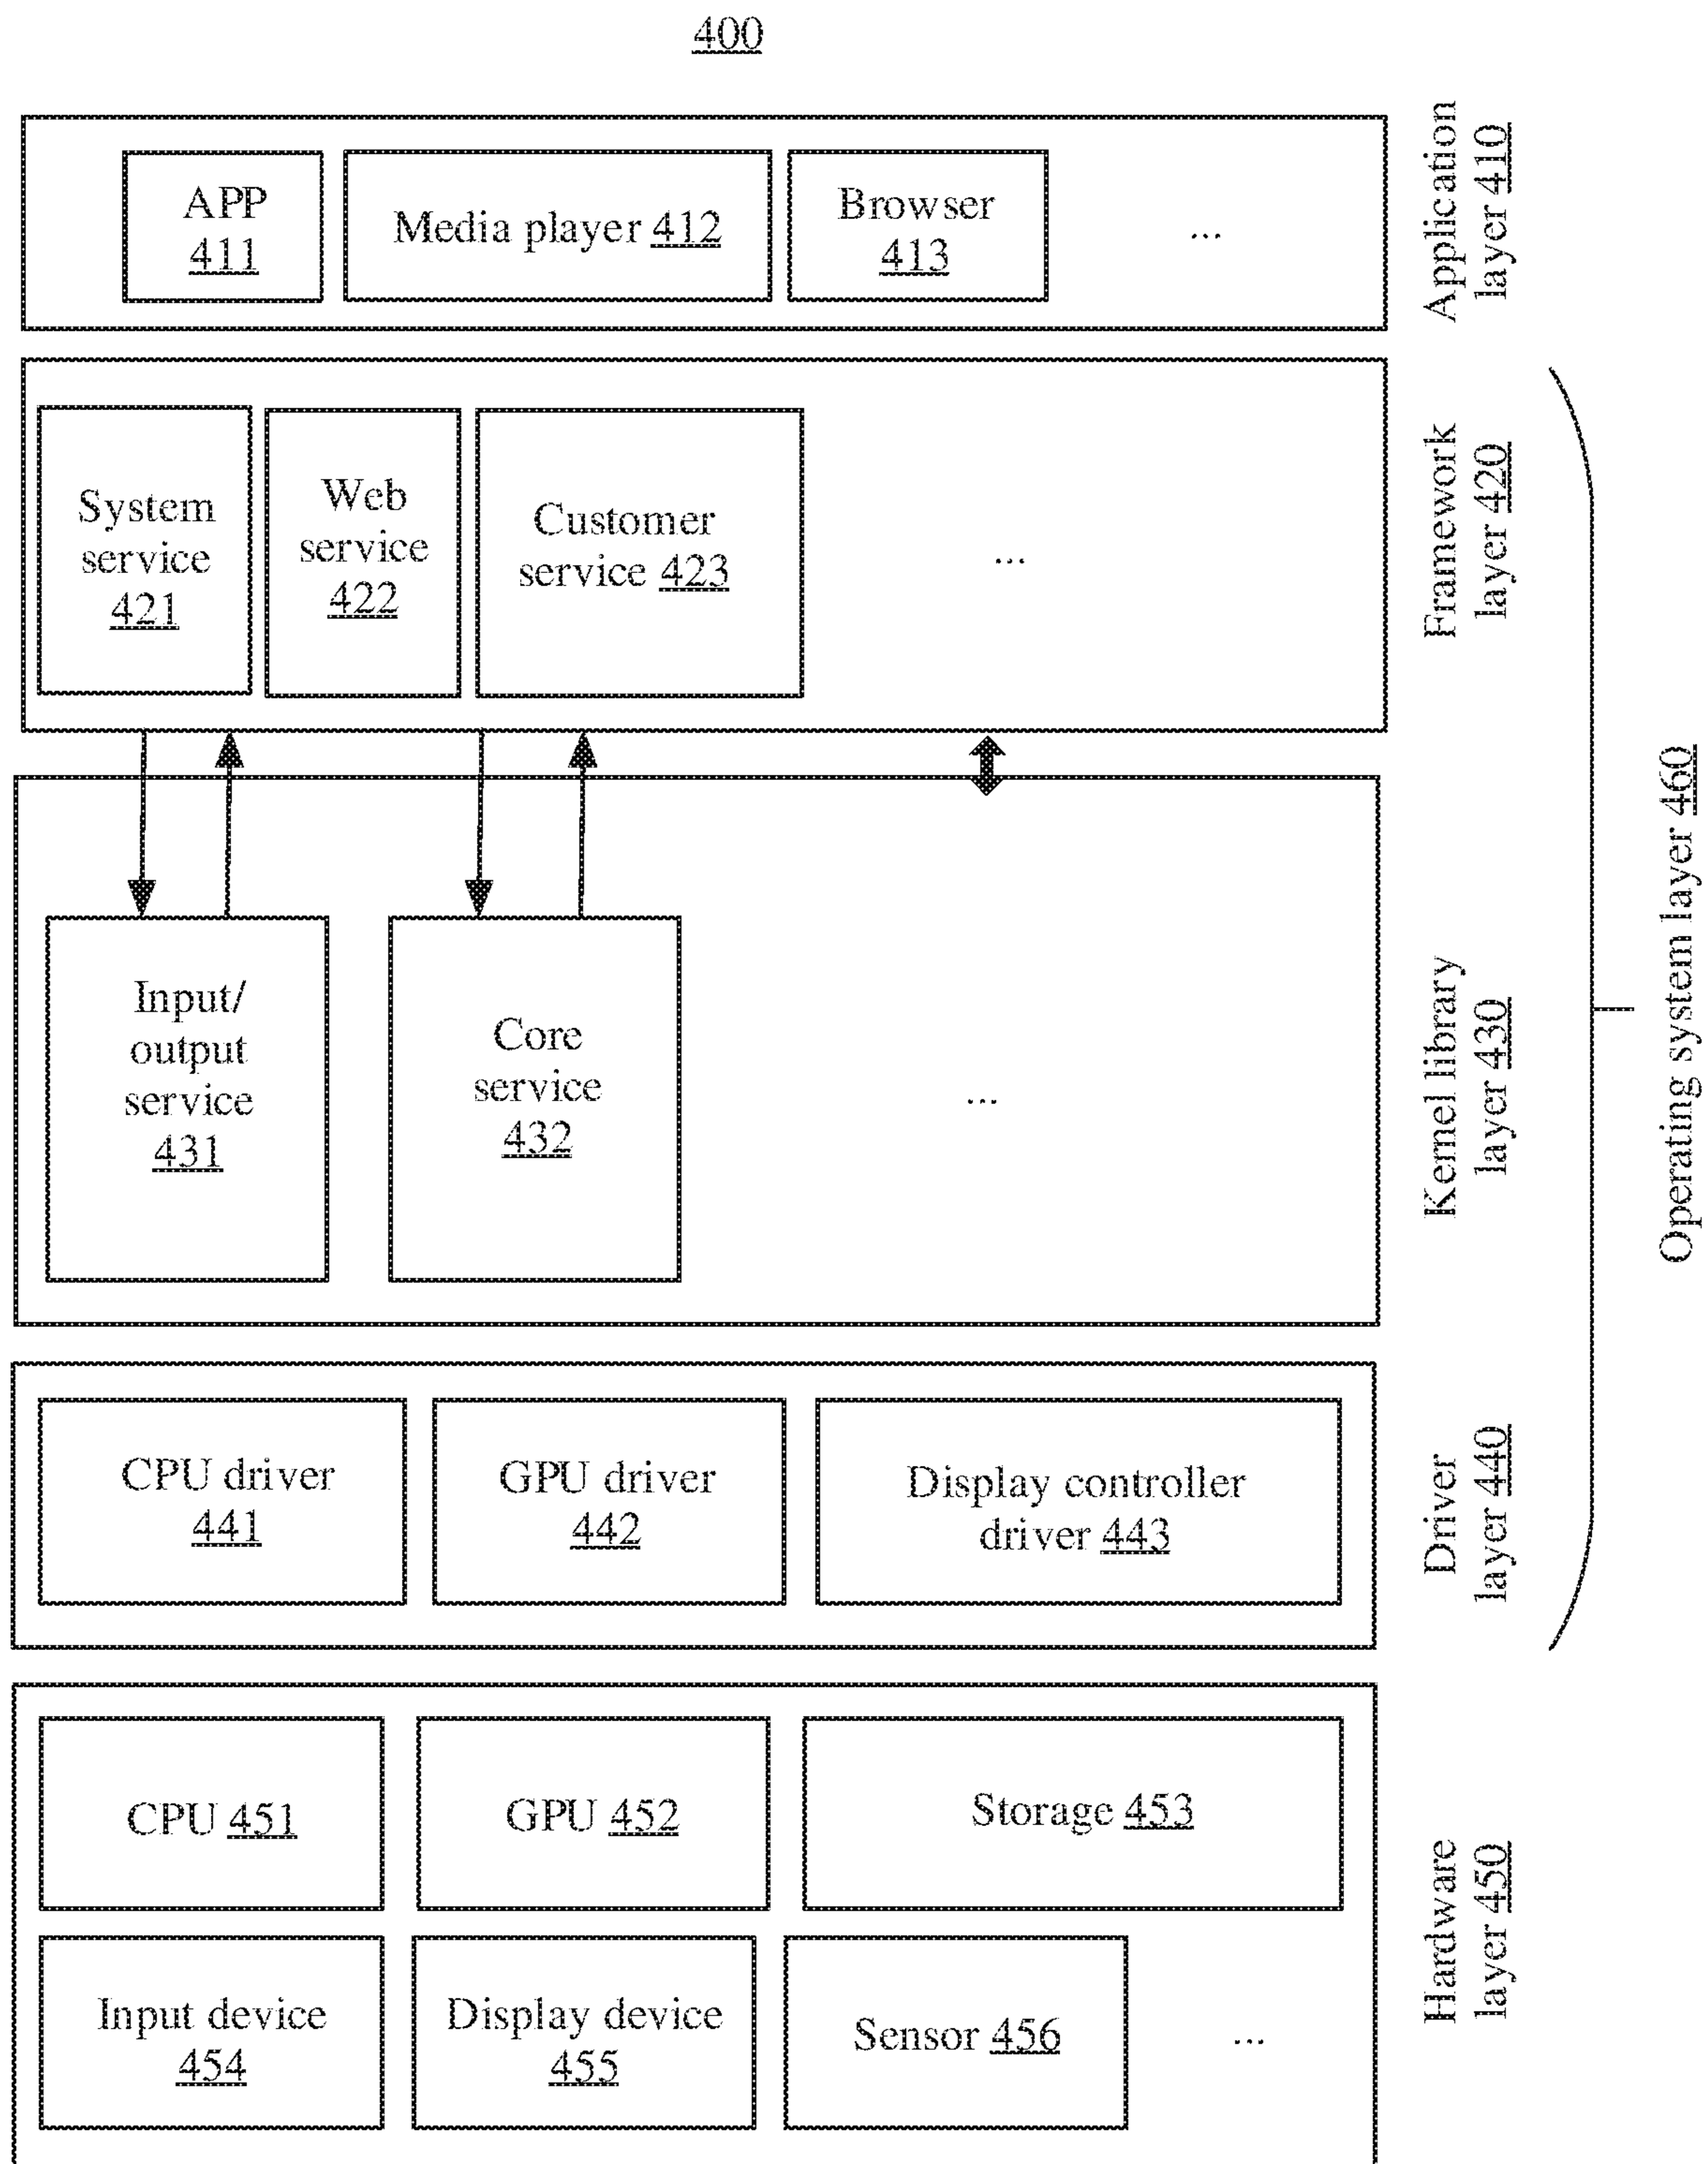 400
APP
411
Media player 412
Browser
413
...
Application
layer 410
System
service
421
Web
service
422
Customer
service 423
...
Framework
layer 420
Input/
output
service
431
Core
service
432
...
Kernel library
layer 430
CPU driver
441
GPU driver
442
Display controller
driver 443
Driver
layer 440
Operating system layer 460
CPU 451
GPU 452
Storage 453
Input device
454
Display device
455
Sensor 456
...
Hardware
layer 450